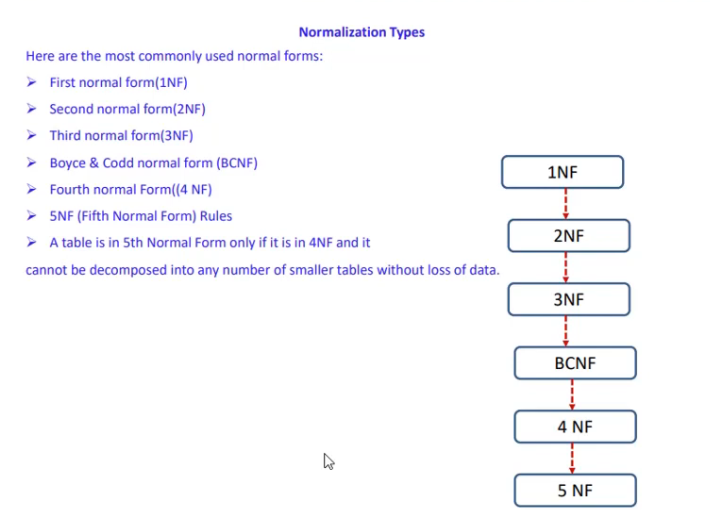 Normalization Types
Here are the most commonly used normal forms:
➢ First normal form(1NF)
➢ Second normal form(2NF)
➢ Third normal form(3NF)
➢ Boyce & Codd normal form (BCNF)
➢ Fourth normal Form((4 NF)
➢ 5NF (Fifth Normal Form) Rules
➢ A table is in 5th Normal Form only if it is in 4NF and it
cannot be decomposed into any number of smaller tables without loss of data.
1NF
2NF
3NF
BCNF
4 NF
5 NF